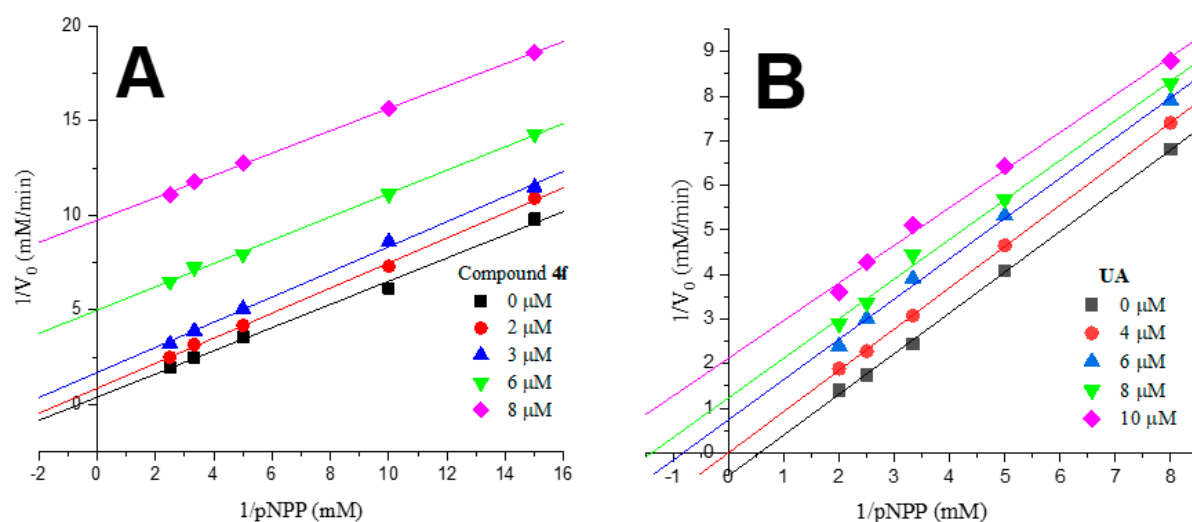 A
20
15
10
5
0
1/V0 (mM/min)
Compound 4f
0 µM
2 µM
3 µM
6 µM
8 µM
-2 0 2 4 6 8 10 12 14 16
1/pNPP (mM)
B
9
8
7
6
5
4
3
2
1
0
1/V0 (mM/min)
UA
0 µM
4 µM
6 µM
8 µM
10 µM
-1 0 1 2 3 4 5 6 7 8
1/pNPP (mM)